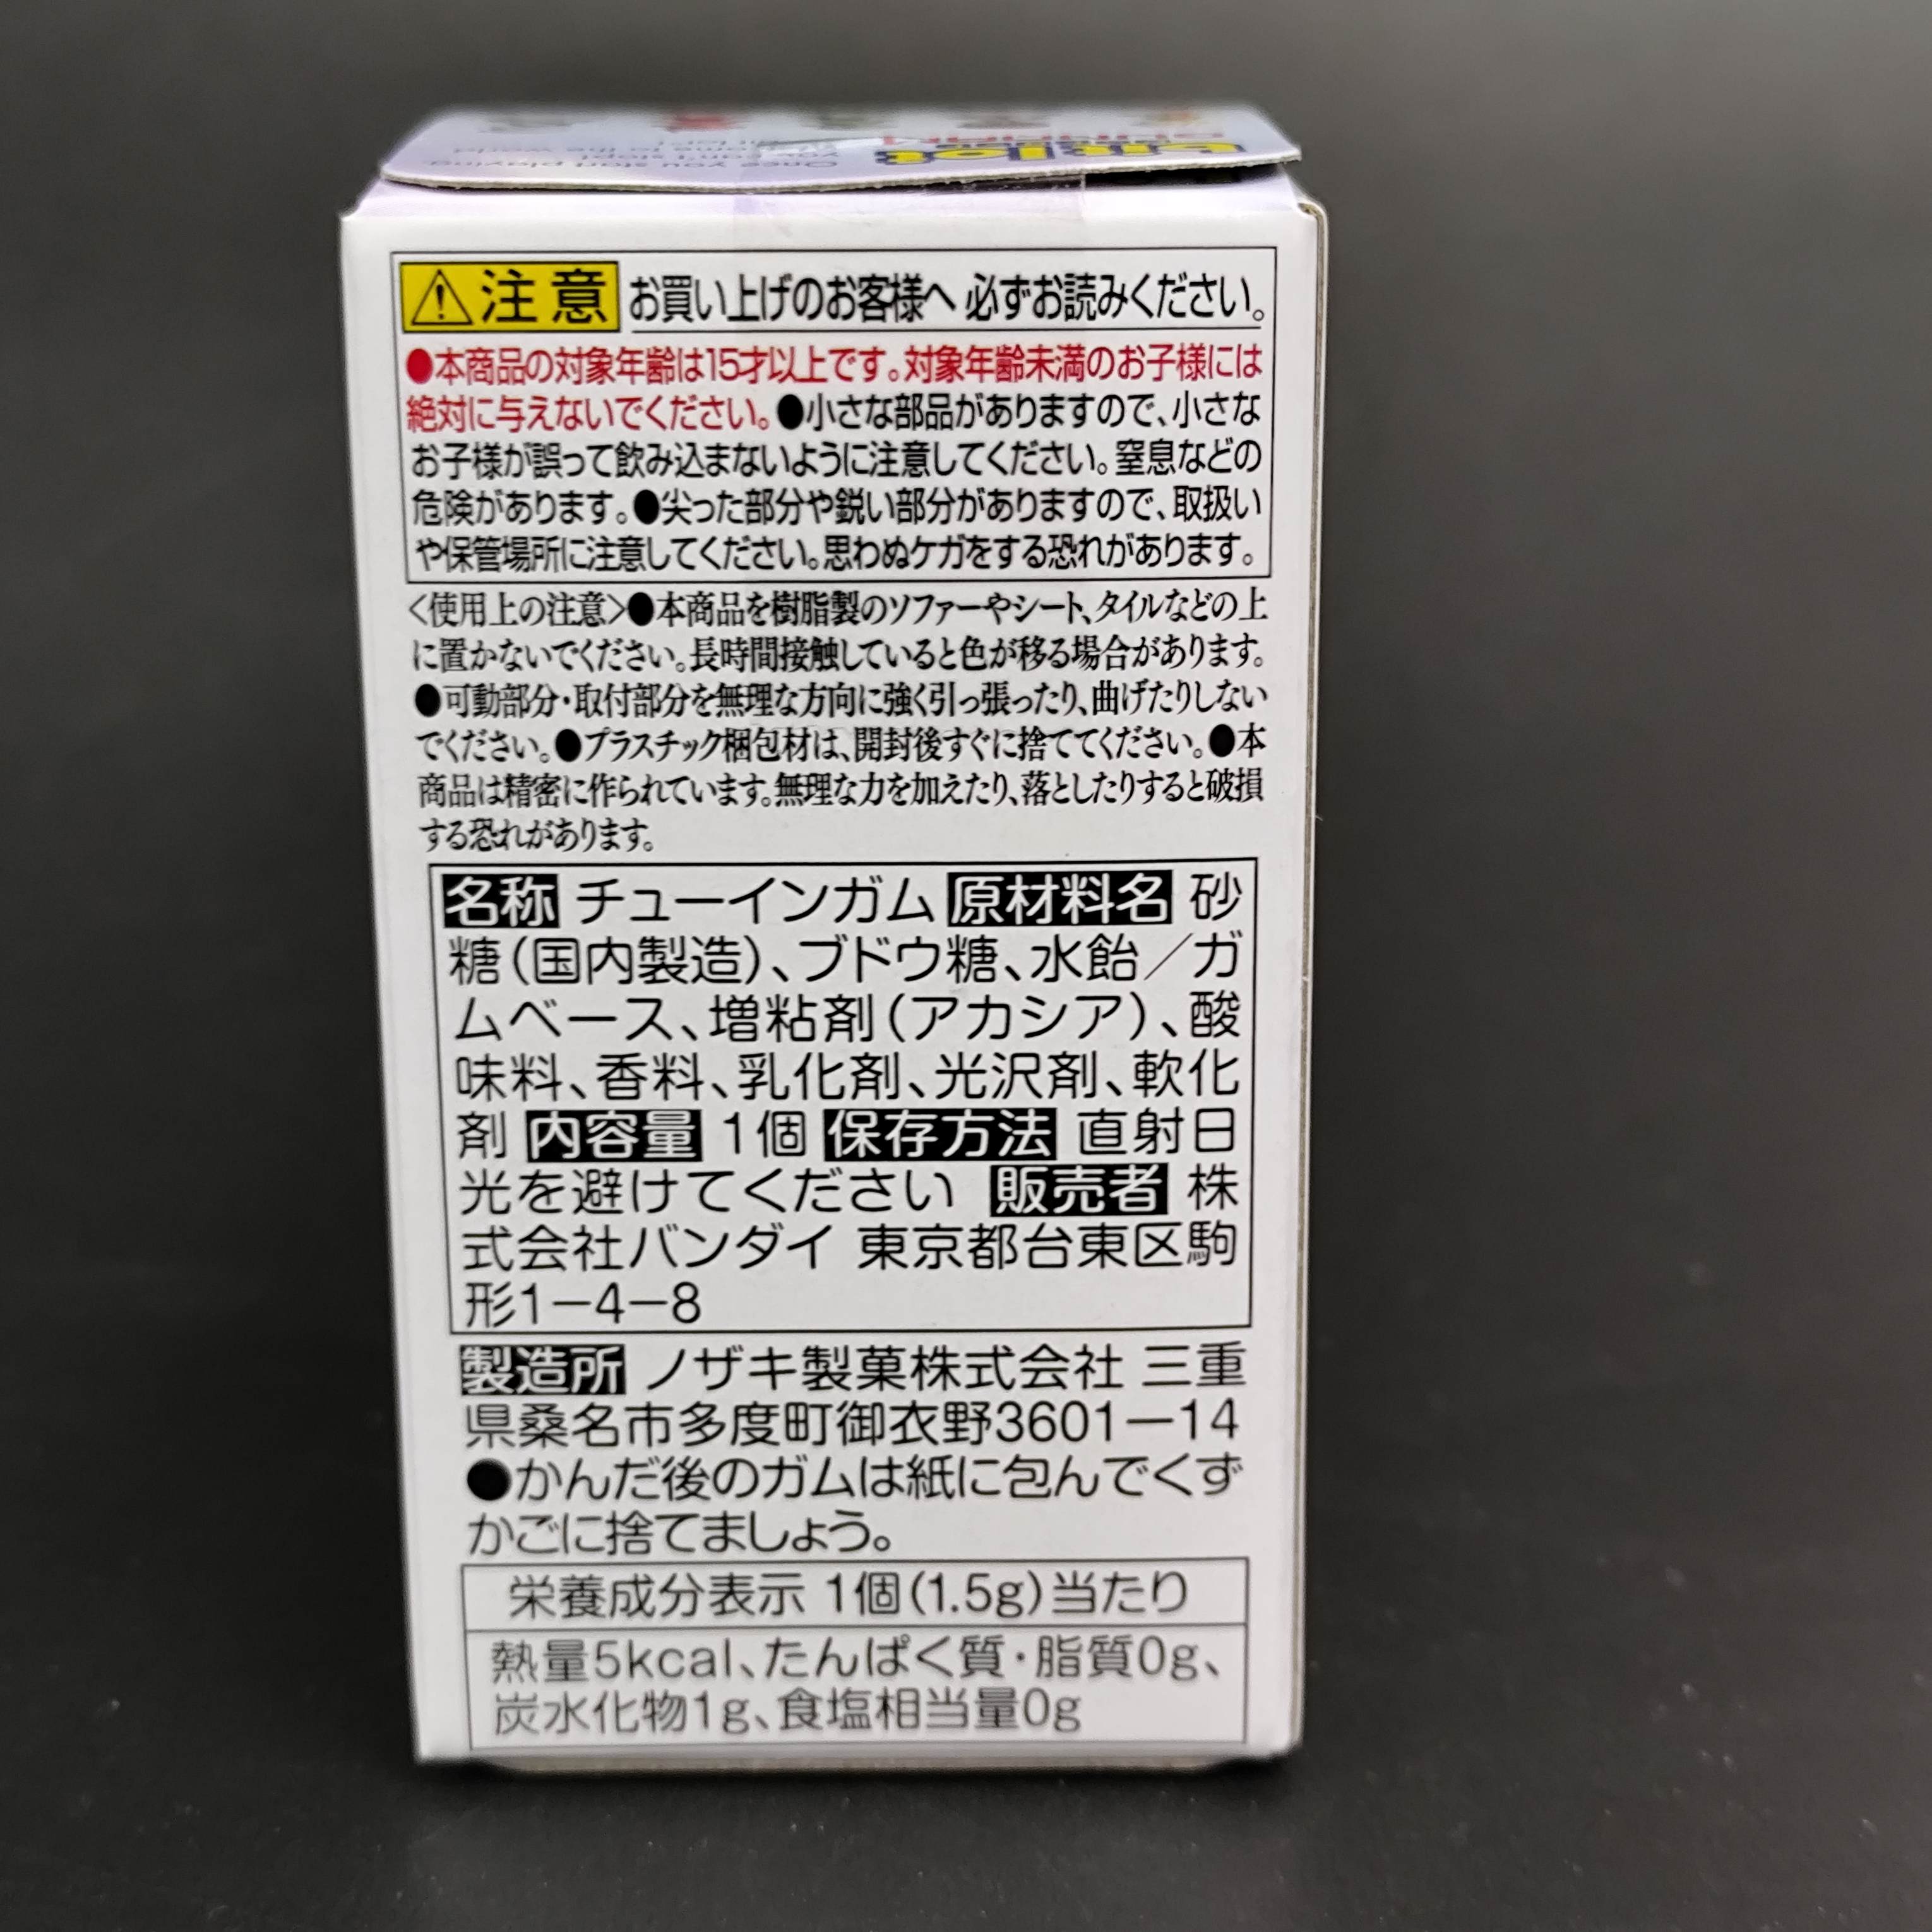 注意 お買い上げのお客様へ 必ずお読みください。
●本商品の対象年齢は15才以上です。対象年齢未満のお子様には
絶対に与えないでください。●小さな部品がありますので、小さな
お子様が誤って飲み込まないように注意してください。窒息などの
危険があります。●尖った部分や鋭い部分がありますので、取扱い
や保管場所に注意してください。思わぬケガをする恐れがあります。
〈使用上の注意〉●本商品を樹脂製のソファーやシート、タイルなどの上
に置かないでください。長時間接触していると色が移る場合があります。
●可動部分・取付部分を無理な方向に強く引っ張ったり、曲げたりしない
でください。●プラスチック梱包材は、開封後すぐに捨ててください。●本
商品は精密に作られています。無理な力を加えたり、落としたりすると破損
する恐れがあります。
名称 チューインガム 原材料名 砂
糖（国内製造）、ブドウ糖、水飴／ガ
ムベース、増粘剤（アカシア）、酸
味料、香料、乳化剤、光沢剤、軟化
剤 内容量 1個 保存方法 直射日
光を避けてください 販売者 株
式会社バンダイ 東京都台東区駒
形1－4－8
製造所 ノザキ製菓株式会社 三重
県桑名市多度町御衣野3601－14
●かんだ後のガムは紙に包んでくず
かごに捨てましょう。
栄養成分表示 1個（1.5g）当たり
熱量5kcal、たんぱく質・脂質0g、
炭水化物1g、食塩相当量0g